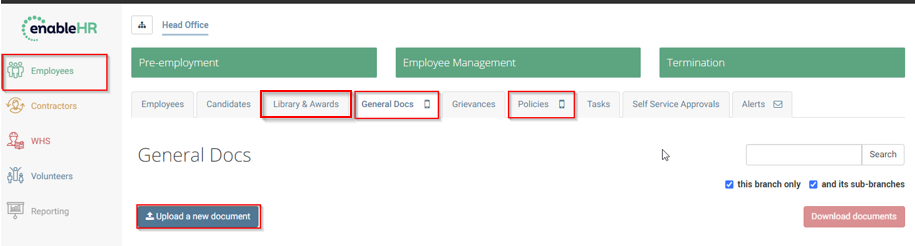 enableHR
Head Office
Employees
Contractors
WHS
Volunteers
Reporting
Pre-employment
Employee Management
Termination
Employees
Candidates
Library & Awards
General Docs
Grievances
Policies
Tasks
Self Service Approvals
Alerts
General Docs
Search
this branch only
and its sub-branches
Upload a new document
Download documents